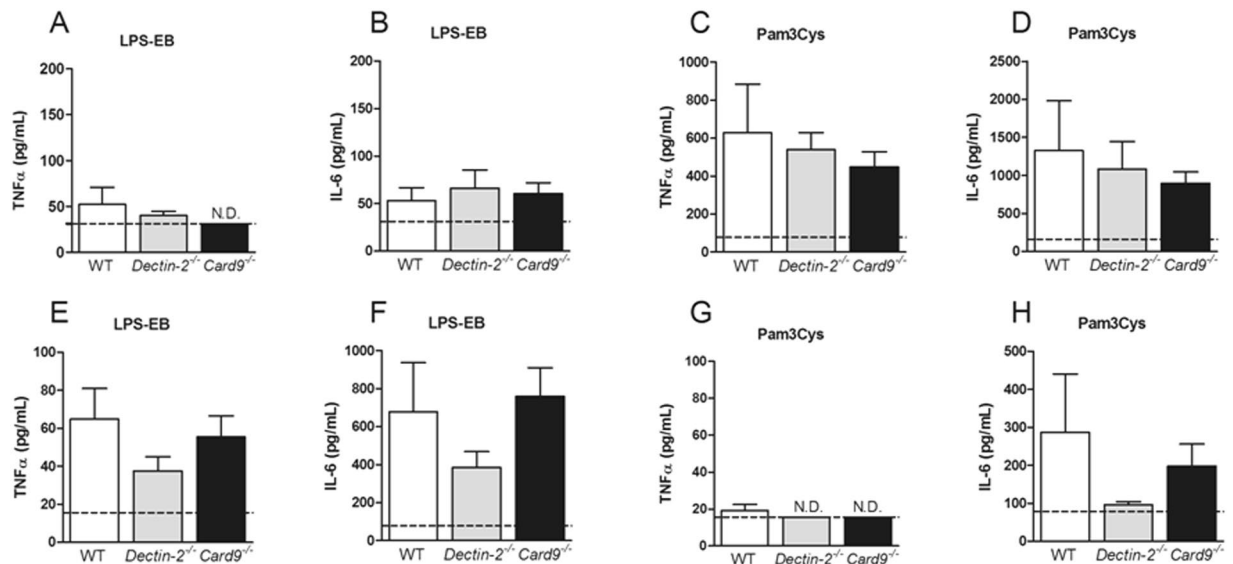 A
LPS-EB
TNFα (pg/mL)
200
150
100
50
0
N.D.
WT Dectin-2-/- Card9-/-
B
LPS-EB
IL-6 (pg/mL)
200
150
100
50
0
WT Dectin-2-/- Card9-/-
C
Pam3Cys
TNFα (pg/mL)
1000
800
600
400
200
0
WT Dectin-2-/- Card9-/-
D
Pam3Cys
IL-6 (pg/mL)
2500
2000
1500
1000
500
0
WT Dectin-2-/- Card9-/-
E
LPS-EB
TNFα (pg/mL)
100
80
60
40
20
0
WT Dectin-2-/- Card9-/-
F
LPS-EB
IL-6 (pg/mL)
1000
800
600
400
200
0
WT Dectin-2-/- Card9-/-
G
Pam3Cys
TNFα (pg/mL)
100
80
60
40
20
0
N.D. N.D.
WT Dectin-2-/- Card9-/-
H
Pam3Cys
IL-6 (pg/mL)
500
400
300
200
100
0
WT Dectin-2-/- Card9-/-